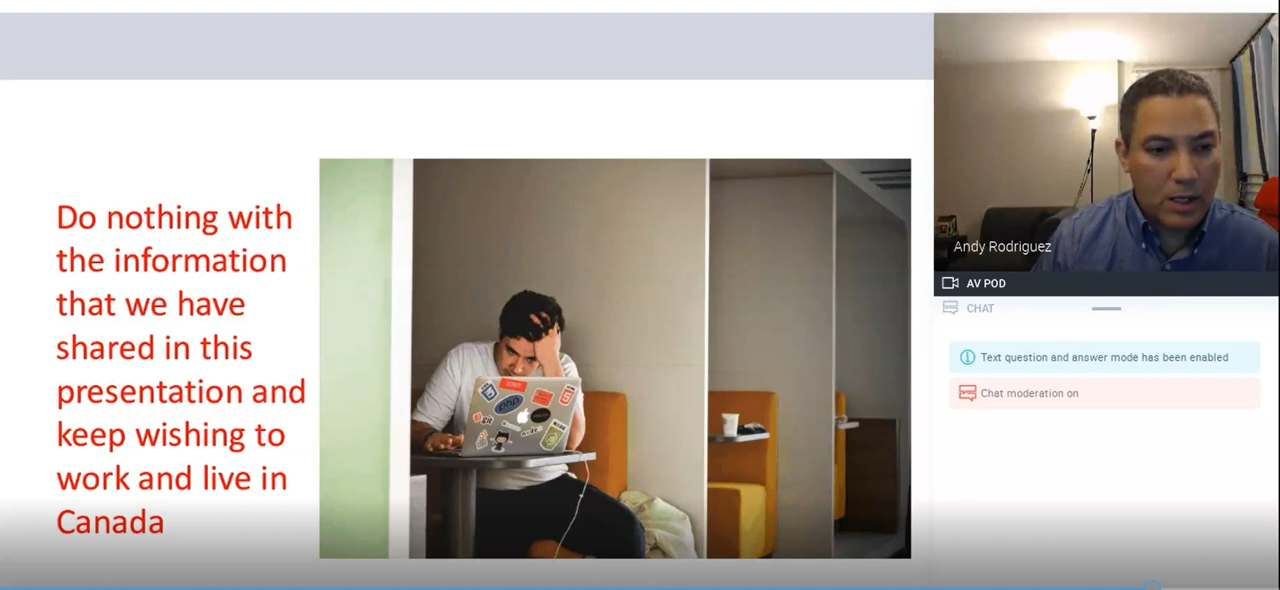 Do nothing with
the information
that we have
shared in this
presentation and
keep wishing to
work and live in
Canada
php
Andy Rodriguez
AV POD
CHAT
Text question and answer mode has been enabled
Chat moderation on